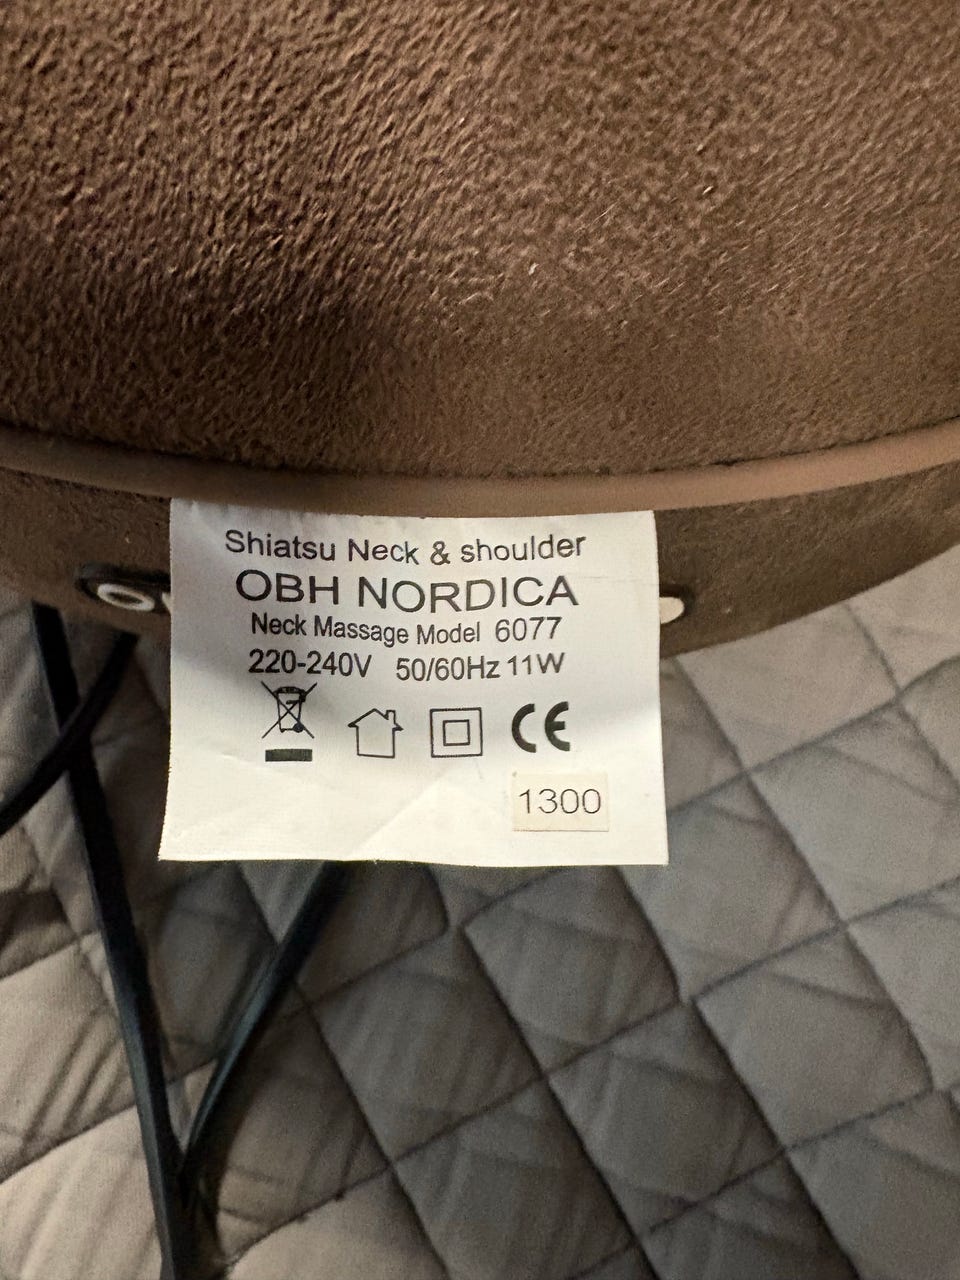 Shiatsu Neck & shoulder
OBH NORDICA
Neck Massage Model 6077
220-240V 50/60Hz 11W
CE
1300